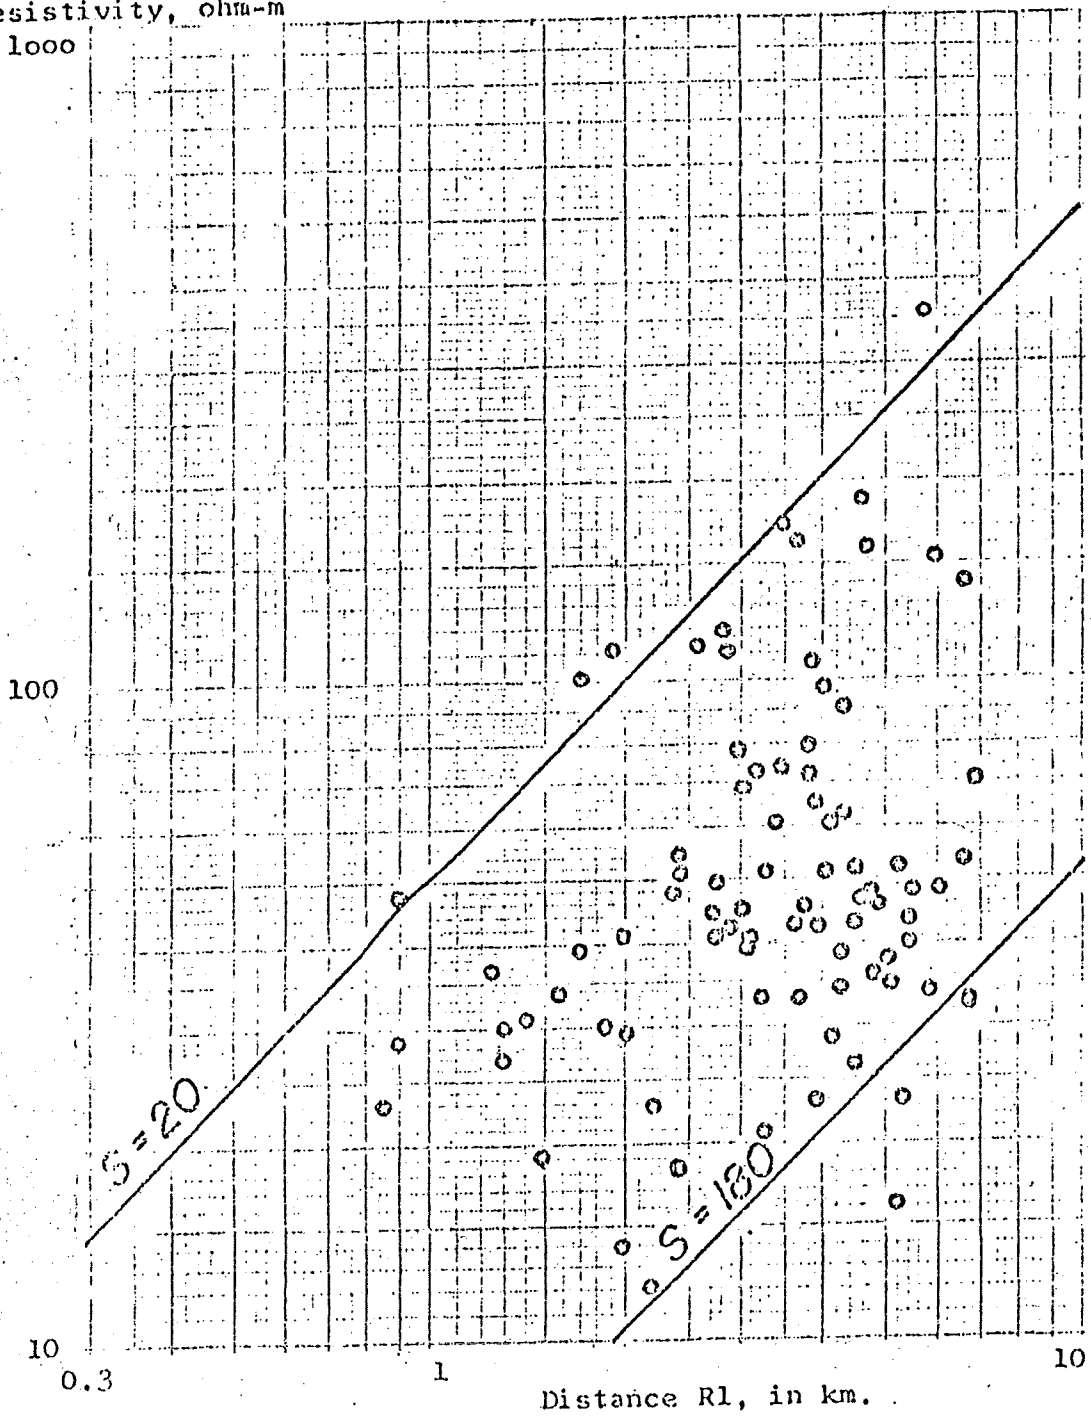 esistivity, ohm-m
1000
100
S = 20
S = 180
10
0.3
1
10
Distance R1, in km.